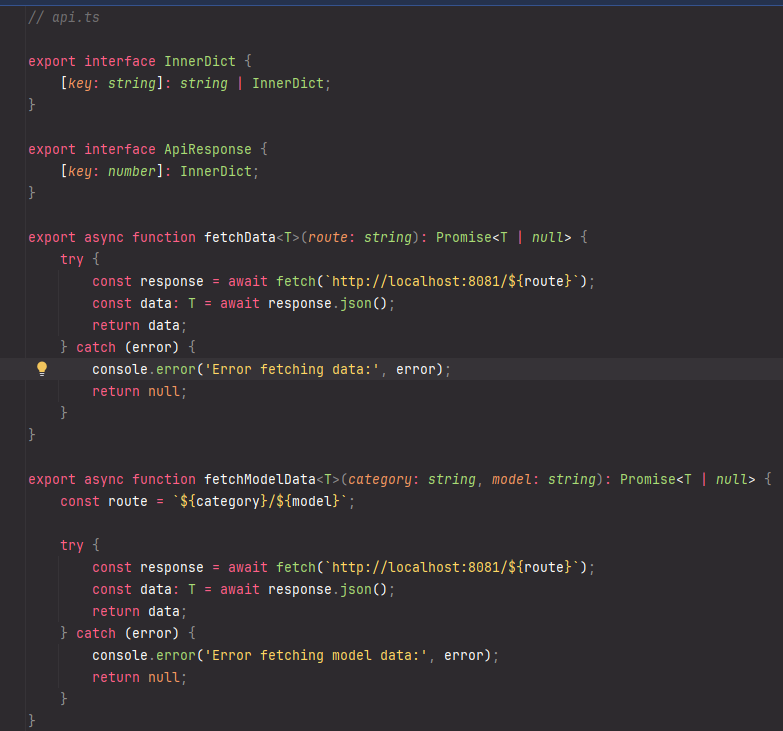 // api.ts
export interface InnerDict {
[key: string]: string | InnerDict;
}
export interface ApiResponse {
[key: number]: InnerDict;
}
export async function fetchData<T>(route: string): Promise<T | null> {
try {
const response = await fetch(`http://localhost:8081/${route}`);
const data: T = await response.json();
return data;
} catch (error) {
console.error('Error fetching data:', error);
return null;
}
}
export async function fetchModelData<T>(category: string, model: string): Promise<T | null> {
const route = `${category}/${model}`;
try {
const response = await fetch(`http://localhost:8081/${route}`);
const data: T = await response.json();
return data;
} catch (error) {
console.error('Error fetching model data:', error);
return null;
}
}